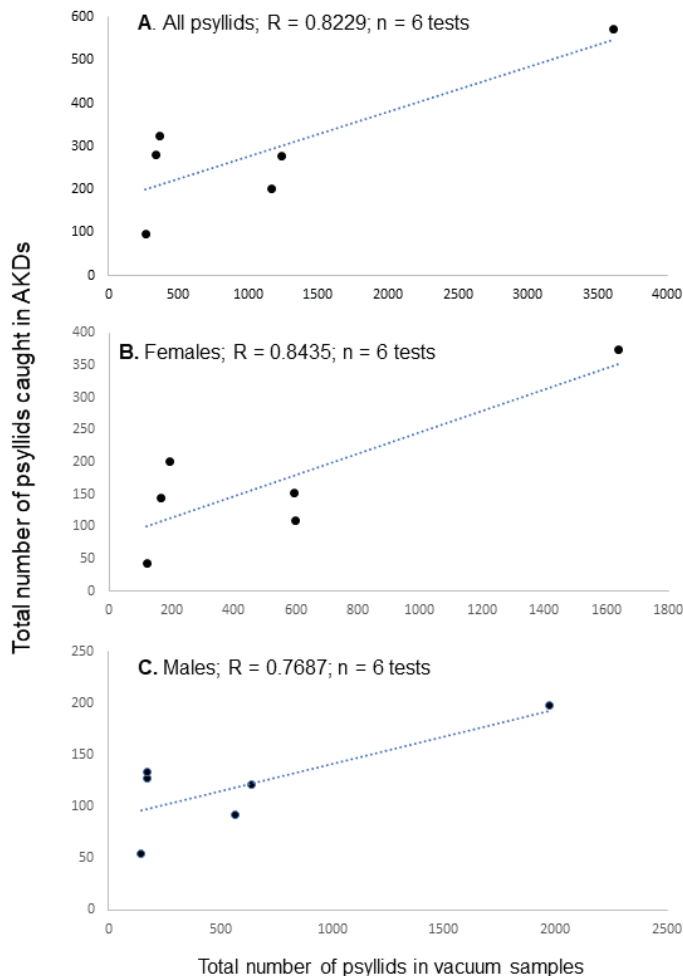 Total number of psyllids caught in AKDs
A. All psyllids; R = 0.8229; n = 6 tests
600
500
400
300
200
100
0
0 500 1000 1500 2000 2500 3000 3500 4000
B. Females; R = 0.8435; n = 6 tests
400
350
300
250
200
150
100
50
0
0 200 400 600 800 1000 1200 1400 1600 1800
C. Males; R = 0.7687; n = 6 tests
250
200
150
100
50
0
0 500 1000 1500 2000 2500
Total number of psyllids in vacuum samples